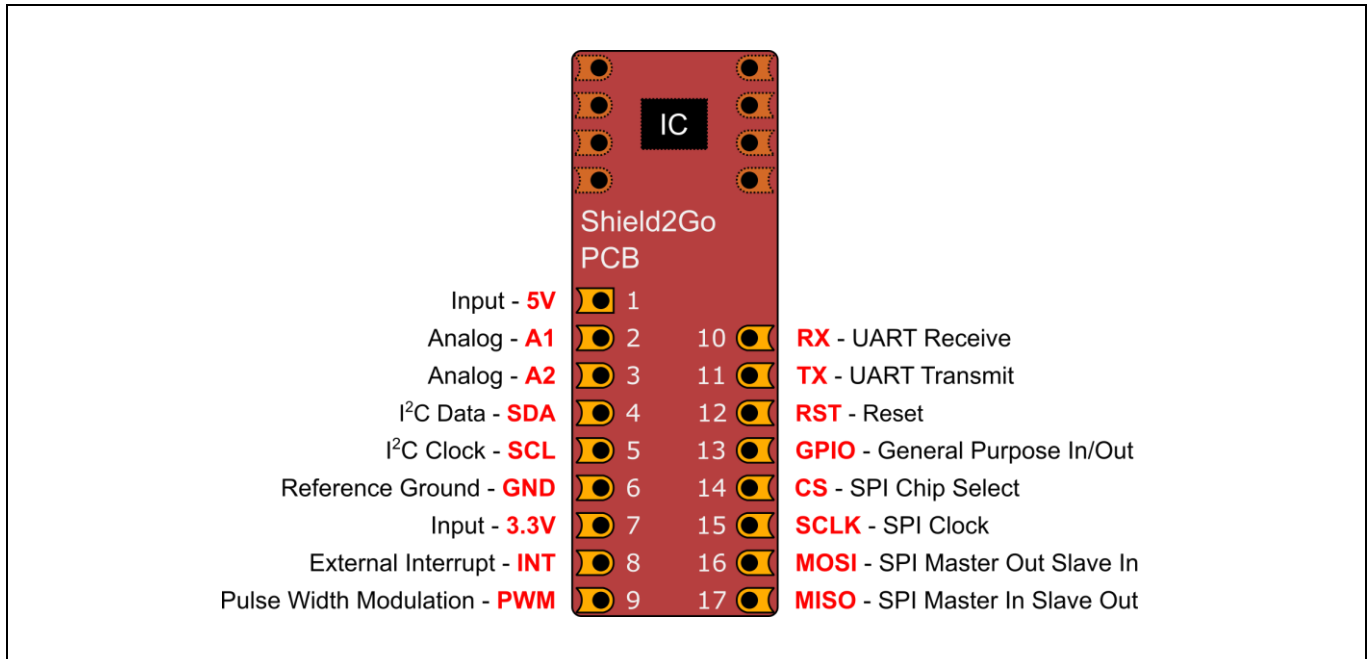 IC
Shield2Go
PCB
Input - 5V 1
Analog - A1 2 10 RX - UART Receive
Analog - A2 3 11 TX - UART Transmit
I²C Data - SDA 4 12 RST - Reset
I²C Clock - SCL 5 13 GPIO - General Purpose In/Out
Reference Ground - GND 6 14 CS - SPI Chip Select
Input - 3.3V 7 15 SCLK - SPI Clock
External Interrupt - INT 8 16 MOSI - SPI Master Out Slave In
Pulse Width Modulation - PWM 9 17 MISO - SPI Master In Slave Out